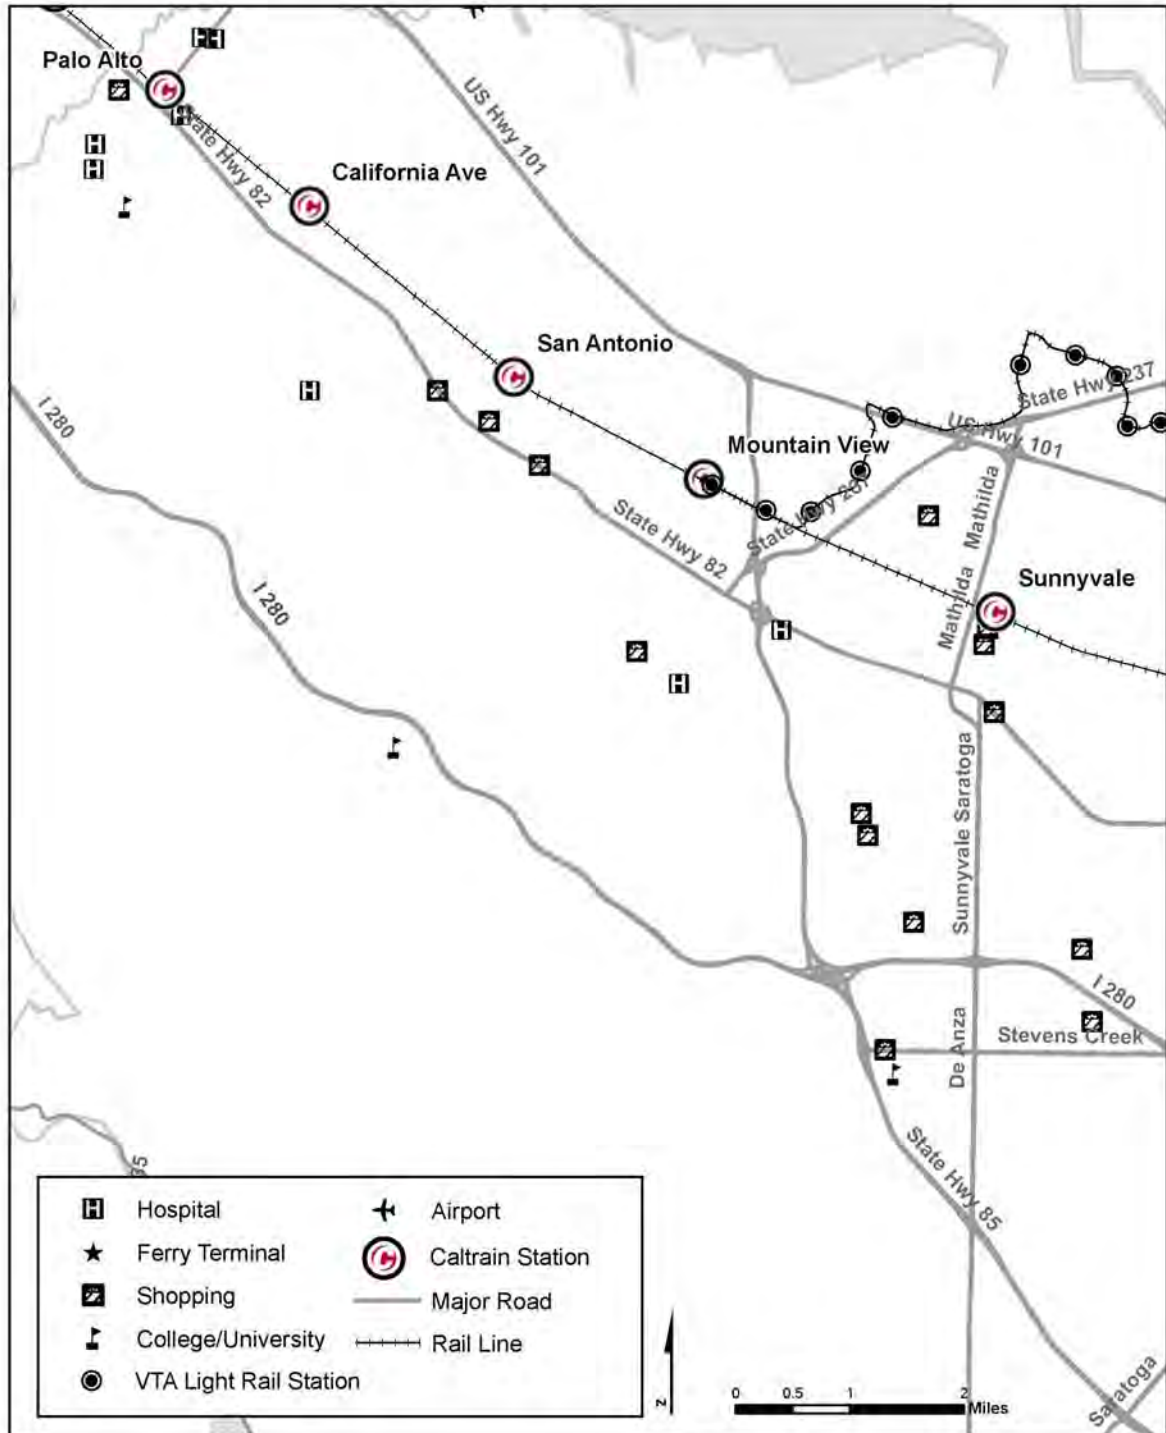 Palo Alto
US Hwy 101
State Hwy 82
California Ave
San Antonio
State Hwy 237
I 280
Mountain View
US Hwy 101
Mathilda
State Hwy 237
State Hwy 82
Sunnyvale
I 280
Mathilda
Sunnyvale Saratoga
I 280
Stevens Creek
De Anza
State Hwy 85
H Hospital
Airport
Ferry Terminal
Caltrain Station
Shopping
Major Road
College/University
Rail Line
VTA Light Rail Station
N
0 0.5 1 2
Miles
Saratoga